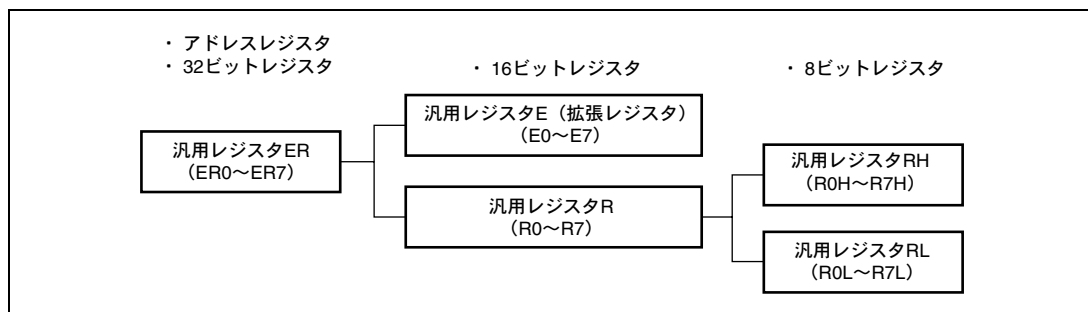 ・ アドレスレジスタ
・ 32ビットレジスタ
・ 16ビットレジスタ
・ 8ビットレジスタ
汎用レジスタER
(ER0～ER7)
汎用レジスタE（拡張レジスタ）
(E0～E7)
汎用レジスタR
(R0～R7)
汎用レジスタRH
(R0H～R7H)
汎用レジスタRL
(R0L～R7L)